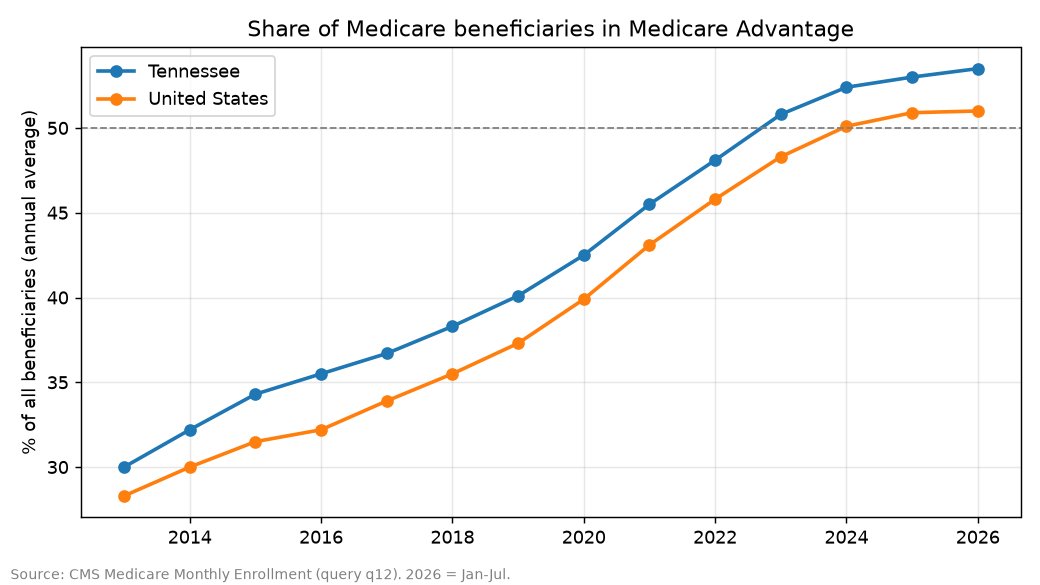 Share of Medicare beneficiaries in Medicare Advantage
Tennessee
United States
% of all beneficiaries (annual average)
50
45
40
35
30
2014 2016 2018 2020 2022 2024 2026
Source: CMS Medicare Monthly Enrollment (query q12). 2026 = Jan-Jul.